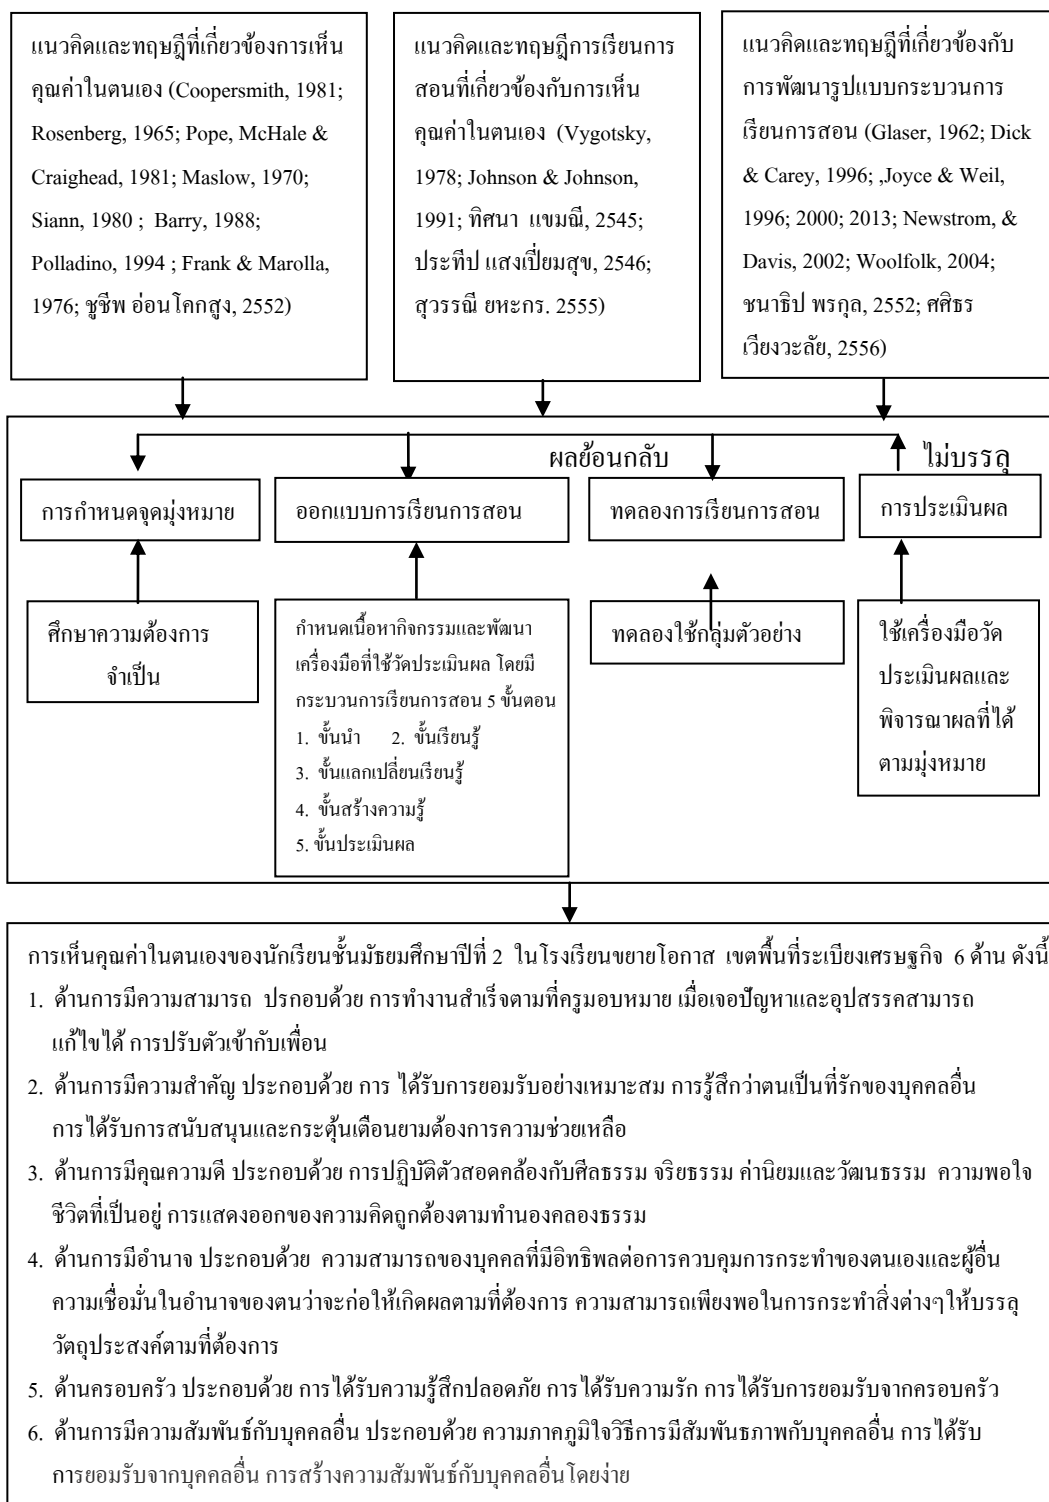 แนวคิดและทฤษฎีที่เกี่ยวข้องการเห็น
คุณค่าในตนเอง (Coopersmith, 1981;
Rosenberg, 1965; Pope, McHale &
Craighead, 1981; Maslow, 1970;
Siann, 1980 ; Barry, 1988;
Polladino, 1994 ; Frank & Marolla,
1976; ชูชีพ อ่อนโคกสูง, 2552)
แนวคิดและทฤษฎีการเรียนการ
สอนที่เกี่ยวข้องกับการเห็น
คุณค่าในตนเอง (Vygotsky,
1978; Johnson & Johnson,
1991; ทิศนา แขมณี, 2545;
ประทีป แสงเปี่ยมสุข, 2546;
สุวรรณี ยหะกร. 2555)
แนวคิดและทฤษฎีที่เกี่ยวข้องกับ
การพัฒนารูปแบบกระบวนการ
เรียนการสอน (Glaser, 1962; Dick
& Carey, 1996; ,Joyce & Weil,
1996; 2000; 2013; Newstrom, &
Davis, 2002; Woolfolk, 2004;
ชนาธิป พรกุล, 2552; ศศิธร
เวียงวะลัย, 2556)
ผลย้อนกลับ
ไม่บรรลุ
การกำหนดจุดมุ่งหมาย
ออกแบบการเรียนการสอน
ทดลองการเรียนการสอน
การประเมินผล
ศึกษาความต้องการ
จำเป็น
กำหนดเนื้อหากิจกรรมและพัฒนา
เครื่องมือที่ใช้วัดประเมินผล โดยมี
กระบวนการเรียนการสอน 5 ขั้นตอน
1. ขั้นนำ 2. ขั้นเรียนรู้
3. ขั้นแลกเปลี่ยนเรียนรู้
4. ขั้นสร้างความรู้
5. ขั้นประเมินผล
ทดลองใช้กลุ่มตัวอย่าง
ใช้เครื่องมือวัด
ประเมินผลและ
พิจารณาผลที่ได้
ตามมุ่งหมาย
การเห็นคุณค่าในตนเองของนักเรียนชั้นมัธยมศึกษาปีที่ 2 ในโรงเรียนขยายโอกาส เขตพื้นที่ระเบียงเศรษฐกิจ 6 ด้าน ดังนี้
1. ด้านการมีความสามารถ ปรกอบด้วย การทำงานสำเร็จตามที่ครูมอบหมาย เมื่อเจอปัญหาและอุปสรรคสามารถ
แก้ไขได้ การปรับตัวเข้ากับเพื่อน
2. ด้านการมีความสำคัญ ประกอบด้วย การ ได้รับการยอมรับอย่างเหมาะสม การรู้สึกว่าตนเป็นที่รักของบุคคลอื่น
การได้รับการสนับสนุนและกระตุ้นเตือนยามต้องการความช่วยเหลือ
3. ด้านการมีคุณความดี ประกอบด้วย การปฏิบัติตัวสอดคล้องกับศีลธรรม จริยธรรม ค่านิยมและวัฒนธรรม ความพอใจ
ชีวิตที่เป็นอยู่ การแสดงออกของความคิดถูกต้องตามทำนองคลองธรรม
4. ด้านการมีอำนาจ ประกอบด้วย ความสามารถของบุคคลที่มีอิทธิพลต่อการควบคุมการกระทำของตนเองและผู้อื่น
ความเชื่อมั่นในอำนาจของตนว่าจะก่อให้เกิดผลตามที่ต้องการ ความสามารถเพียงพอในการกระทำสิ่งต่างๆให้บรรลุ
วัตถุประสงค์ตามที่ต้องการ
5. ด้านครอบครัว ประกอบด้วย การได้รับความรู้สึกปลอดภัย การได้รับความรัก การได้รับการยอมรับจากครอบครัว
6. ด้านการมีความสัมพันธ์กับบุคคลอื่น ประกอบด้วย ความภาคภูมิใจวิธีการมีสัมพันธภาพกับบุคคลอื่น การได้รับ
การยอมรับจากบุคคลอื่น การสร้างความสัมพันธ์กับบุคคลอื่นโดยง่าย